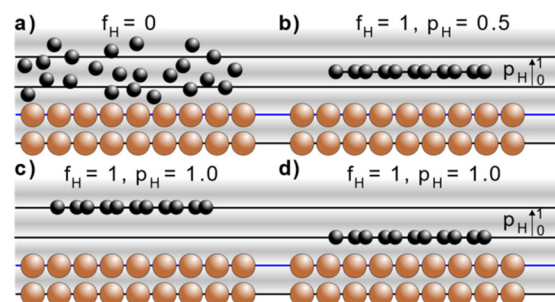 a) f_H = 0
b) f_H = 1, p_H = 0.5
p_H 1 0
c) f_H = 1, p_H = 1.0
d) f_H = 1, p_H = 1.0
p_H 1 0